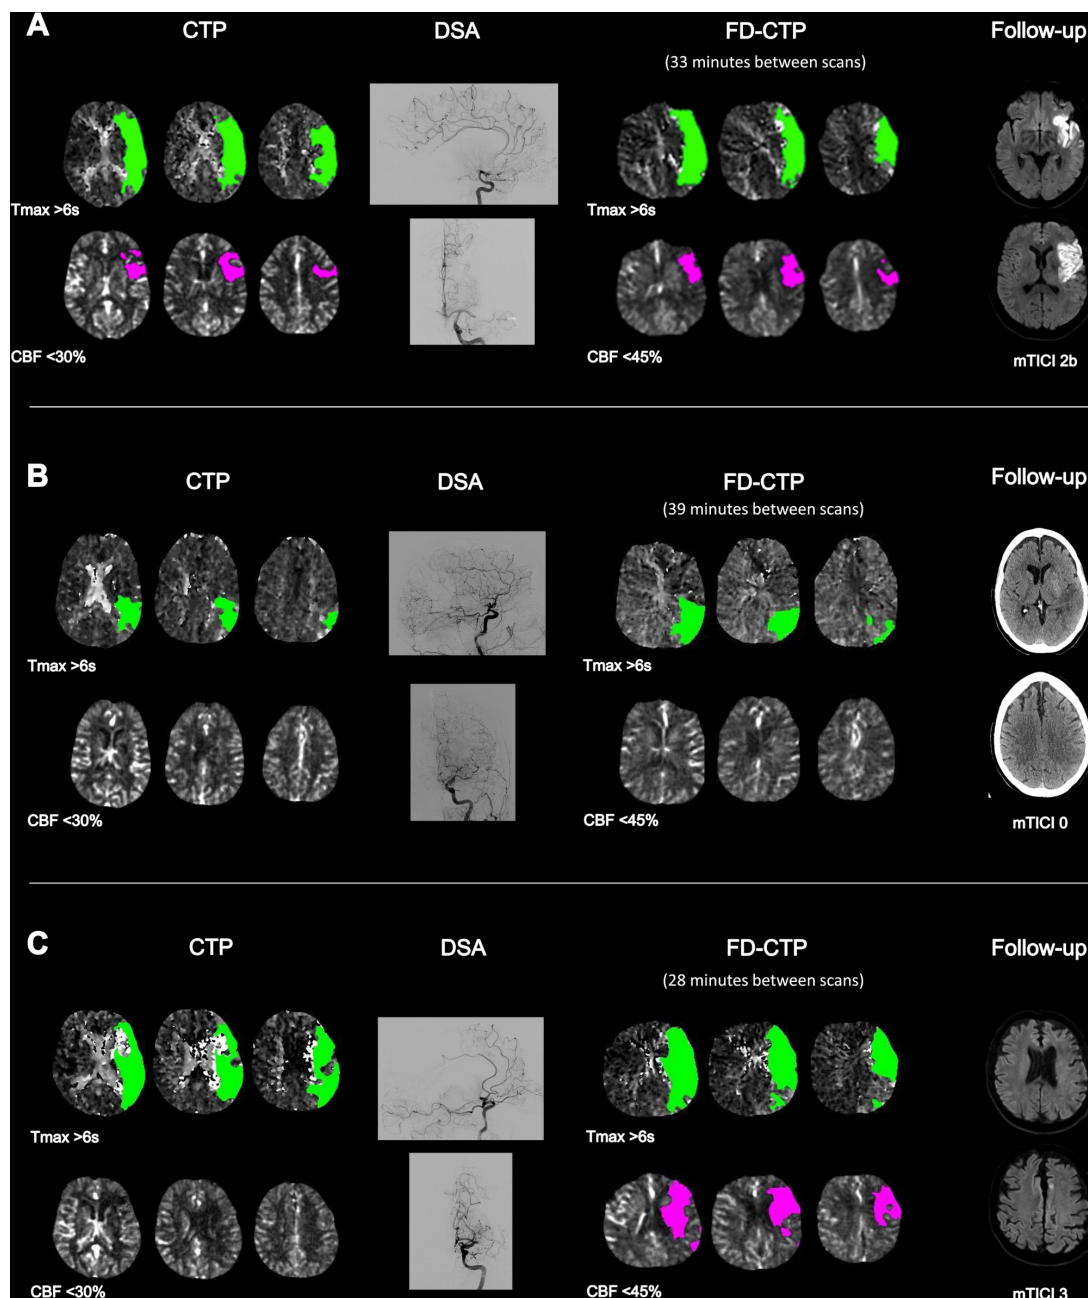 A
CTP
DSA
FD-CTP
Follow-up
(33 minutes between scans)
Tmax >6s
Tmax >6s
CBF <30%
CBF <45%
mTICI 2b
B
CTP
DSA
FD-CTP
Follow-up
(39 minutes between scans)
Tmax >6s
Tmax >6s
CBF <30%
CBF <45%
mTICI 0
C
CTP
DSA
FD-CTP
Follow-up
(28 minutes between scans)
Tmax >6s
Tmax >6s
CBF <30%
CBF <45%
mTICI 3